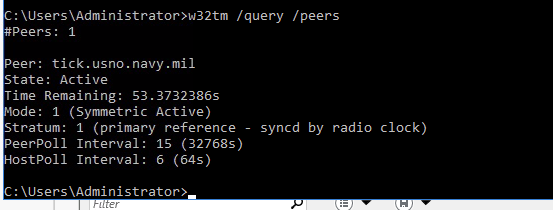 C:\Users\Administrator>w32tm /query /peers
#Peers: 1
Peer: tick.usno.navy.mil
State: Active
Time Remaining: 53.3732386s
Mode: 1 (Symmetric Active)
Stratum: 1 (primary reference - syncd by radio clock)
PeerPoll Interval: 15 (32768s)
HostPoll Interval: 6 (64s)
C:\Users\Administrator>
Filter